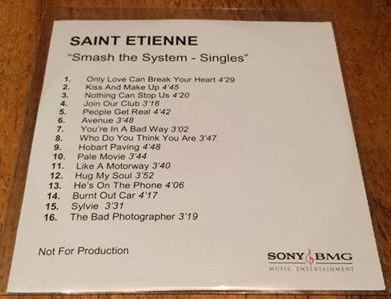 SAINT ETIENNE
"Smash the System - Singles"
1. Only Love Can Break Your Heart 4'29
2. Kiss And Make Up 4'45
3. Nothing Can Stop Us 4'20
4. Join Our Club 3'16
5. People Get Real 4'42
6. Avenue 3'48
7. You're In A Bad Way 3'02
8. Who Do You Think You Are 3'47
9. Hobart Paving 4'48
10. Pale Movie 3'44
11. Like A Motorway 3'40
12. Hug My Soul 3'52
13. He's On The Phone 4'06
14. Burnt Out Car 4'17
15. Sylvie 3'31
16. The Bad Photographer 3'19
Not For Production
SONY BMG
MUSIC ENTERTAINMENT